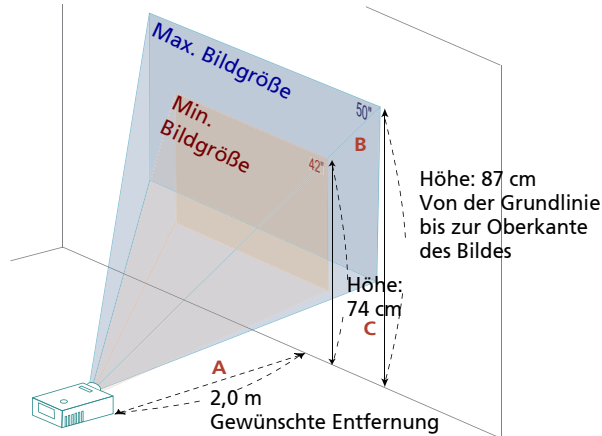 Max. Bildgröße
50"
B
Min.
Bildgröße
42"
Höhe: 87 cm
Von der Grundlinie
bis zur Oberkante
des Bildes
Höhe:
74 cm
C
A
2,0 m
Gewünschte Entfernung